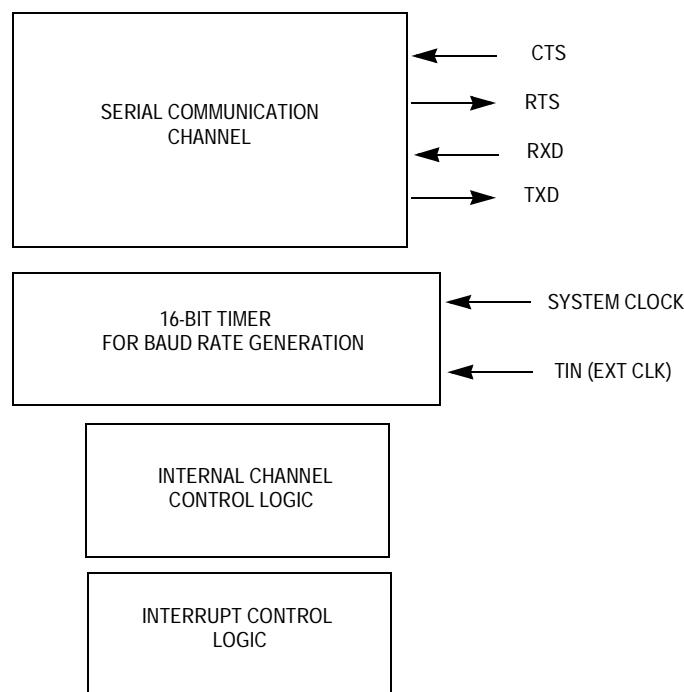 SERIAL COMMUNICATION
CHANNEL
CTS
RTS
RXD
TXD
16-BIT TIMER
FOR BAUD RATE GENERATION
SYSTEM CLOCK
TIN (EXT CLK)
INTERNAL CHANNEL
CONTROL LOGIC
INTERRUPT CONTROL
LOGIC